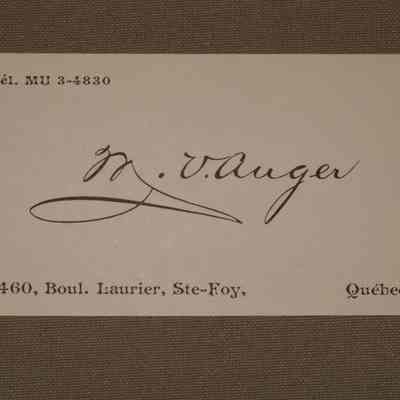 él. MU 3-4830
M. V. Auger
460, Boul. Laurier, Ste-Foy, Québec